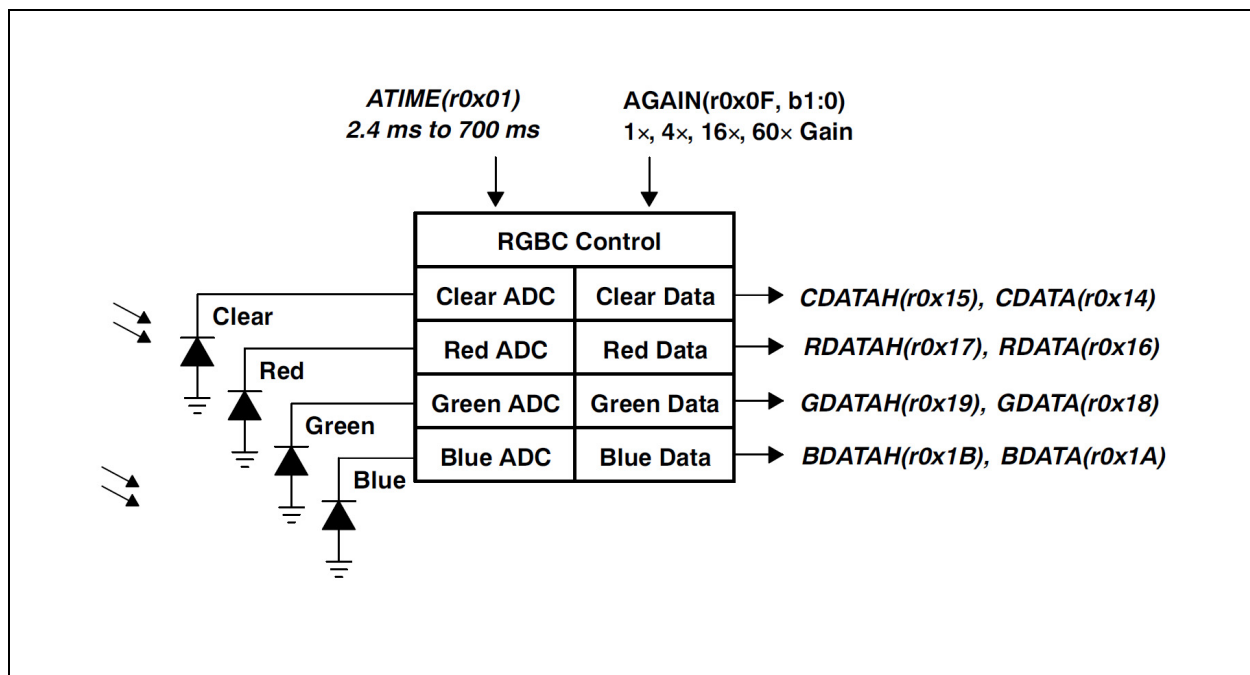 ATIME(r0x01)
2.4 ms to 700 ms
AGAIN(r0x0F, b1:0)
1×, 4×, 16×, 60× Gain
RGBC Control
Clear
Clear ADC
Clear Data
CDATAH(r0x15), CDATA(r0x14)
Red
Red ADC
Red Data
RDATAH(r0x17), RDATA(r0x16)
Green
Green ADC
Green Data
GDATAH(r0x19), GDATA(r0x18)
Blue
Blue ADC
Blue Data
BDATAH(r0x1B), BDATA(r0x1A)